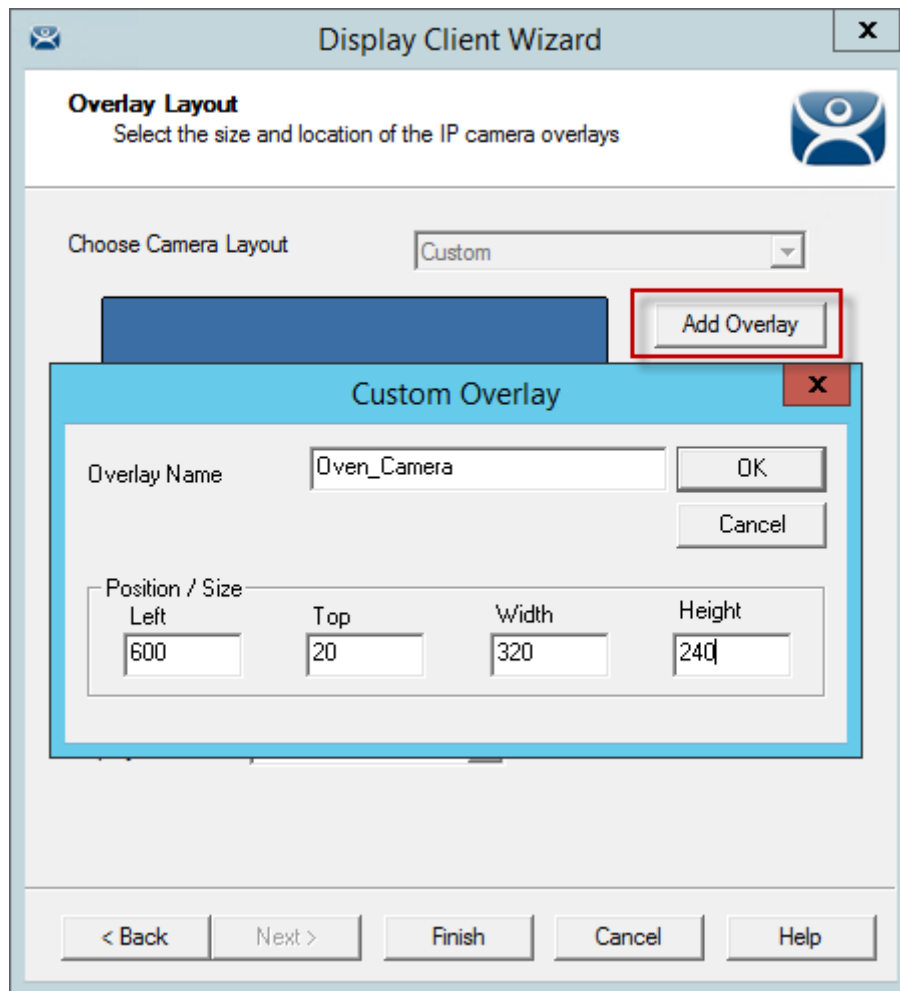 Display Client Wizard
x
Overlay Layout
Select the size and location of the IP camera overlays
Choose Camera Layout
Custom
Add Overlay
Custom Overlay
x
Overlay Name
Oven_Camera
OK
Cancel
Position / Size
Left Top Width Height
600 20 320 240
< Back Next > Finish Cancel Help